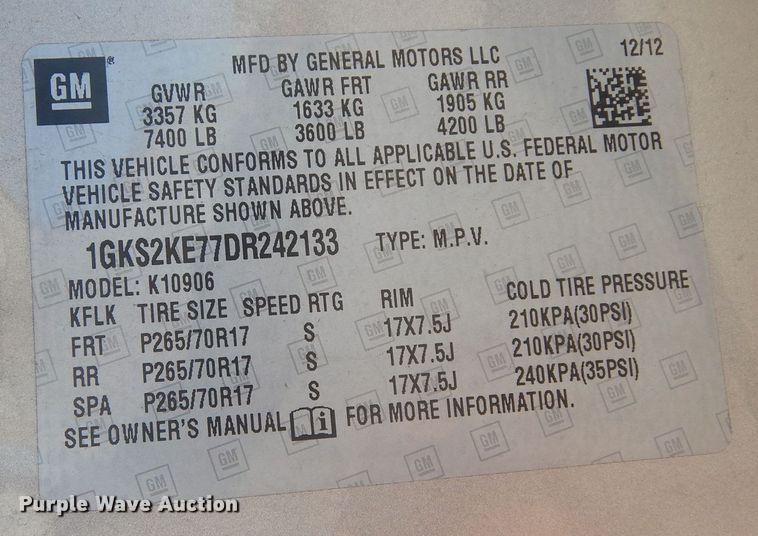 GM
MFD BY GENERAL MOTORS LLC 12/12
GVWR GAWR FRT GAWR RR
3357 KG 1633 KG 1905 KG
7400 LB 3600 LB 4200 LB
THIS VEHICLE CONFORMS TO ALL APPLICABLE U.S. FEDERAL MOTOR
VEHICLE SAFETY STANDARDS IN EFFECT ON THE DATE OF
MANUFACTURE SHOWN ABOVE.
1GKS2KE77DR242133 TYPE: M.P.V.
MODEL: K10906
KFLK TIRE SIZE SPEED RTG RIM COLD TIRE PRESSURE
FRT P265/70R17 S 17X7.5J 210KPA(30PSI)
RR P265/70R17 S 17X7.5J 210KPA(30PSI)
SPA P265/70R17 S 17X7.5J 240KPA(35PSI)
SEE OWNER'S MANUAL i FOR MORE INFORMATION.
Purple Wave Auction